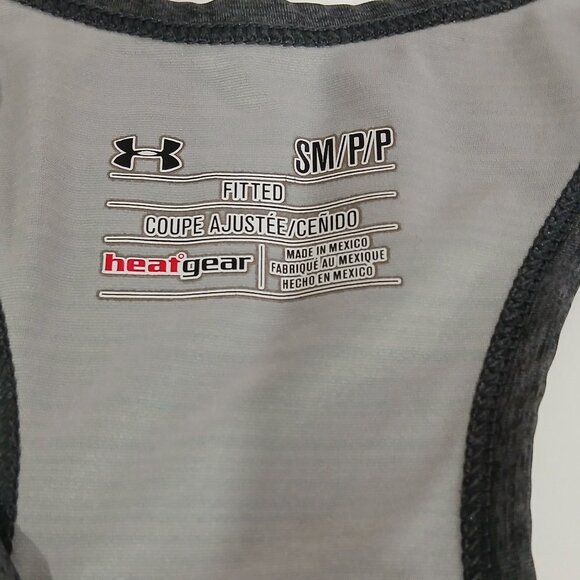 SM/P/P
FITTED
COUPE AJUSTÉE/CEÑIDO
heatgear
MADE IN MEXICO
FABRIQUÉ AU MEXIQUE
HECHO EN MEXICO